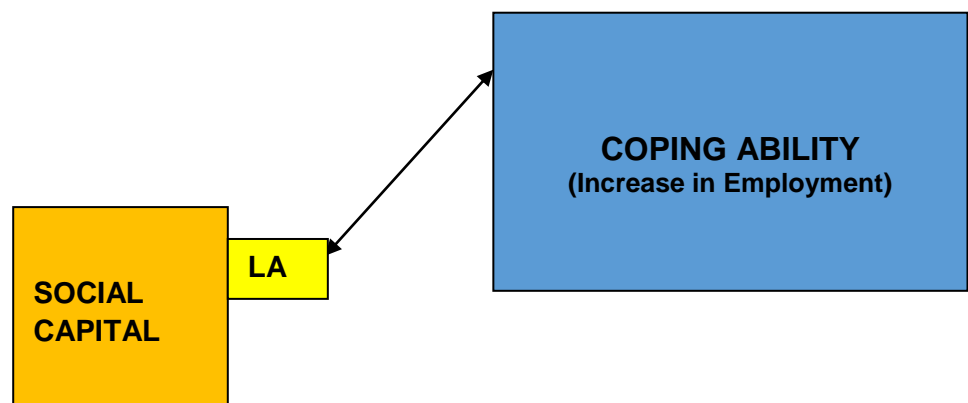 COPING ABILITY
(Increase in Employment)
LA
SOCIAL
CAPITAL